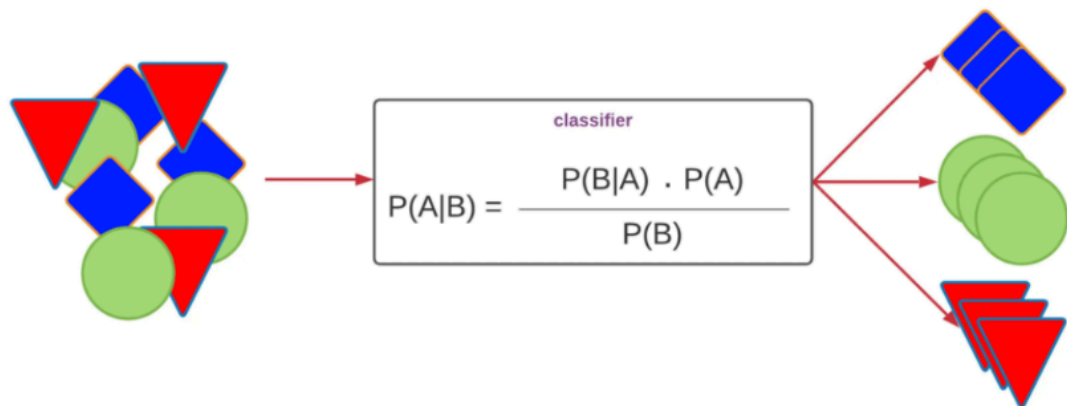 classifier
P(A|B) = P(B|A) . P(A)
P(B)